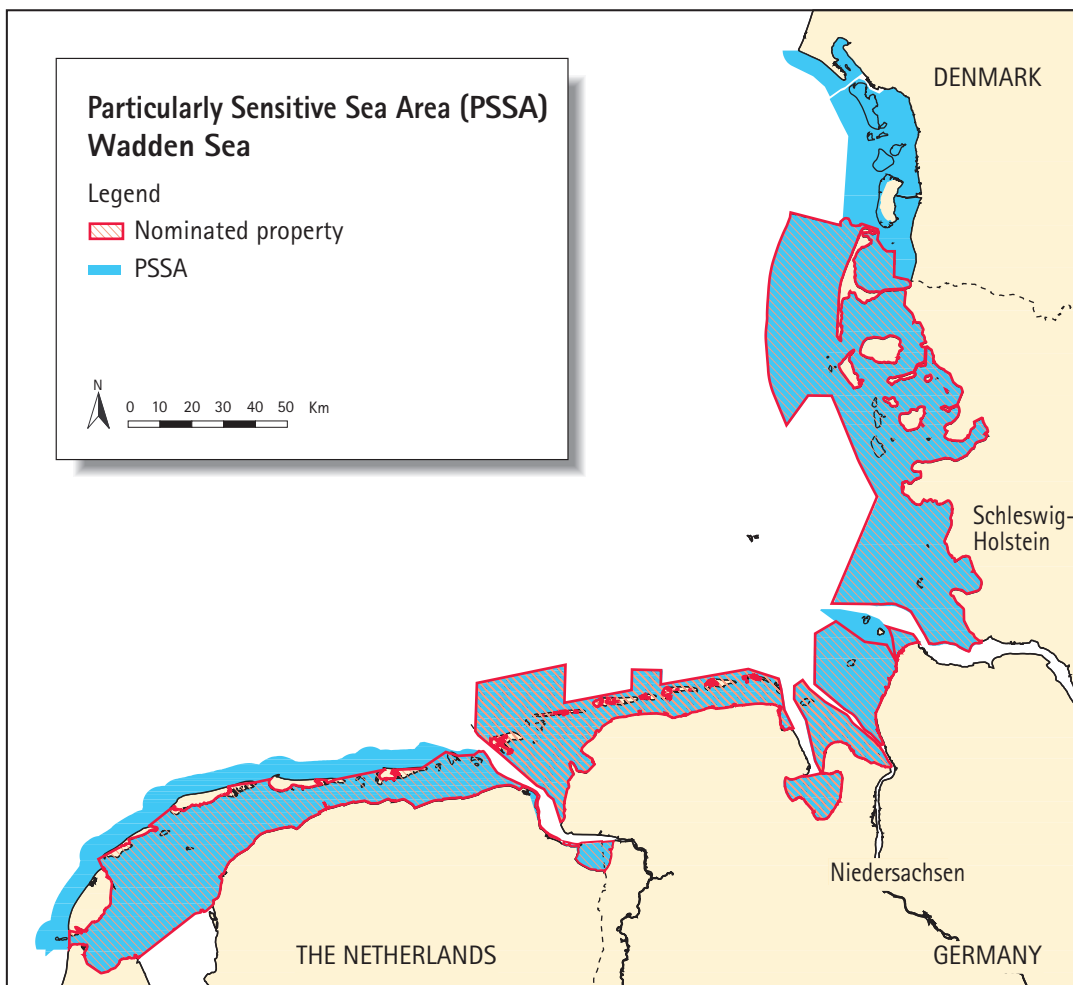 Particularly Sensitive Sea Area (PSSA)
Wadden Sea
Legend
Nominated property
PSSA
N
0 10 20 30 40 50 Km
DENMARK
Schleswig-
Holstein
Niedersachsen
THE NETHERLANDS
GERMANY